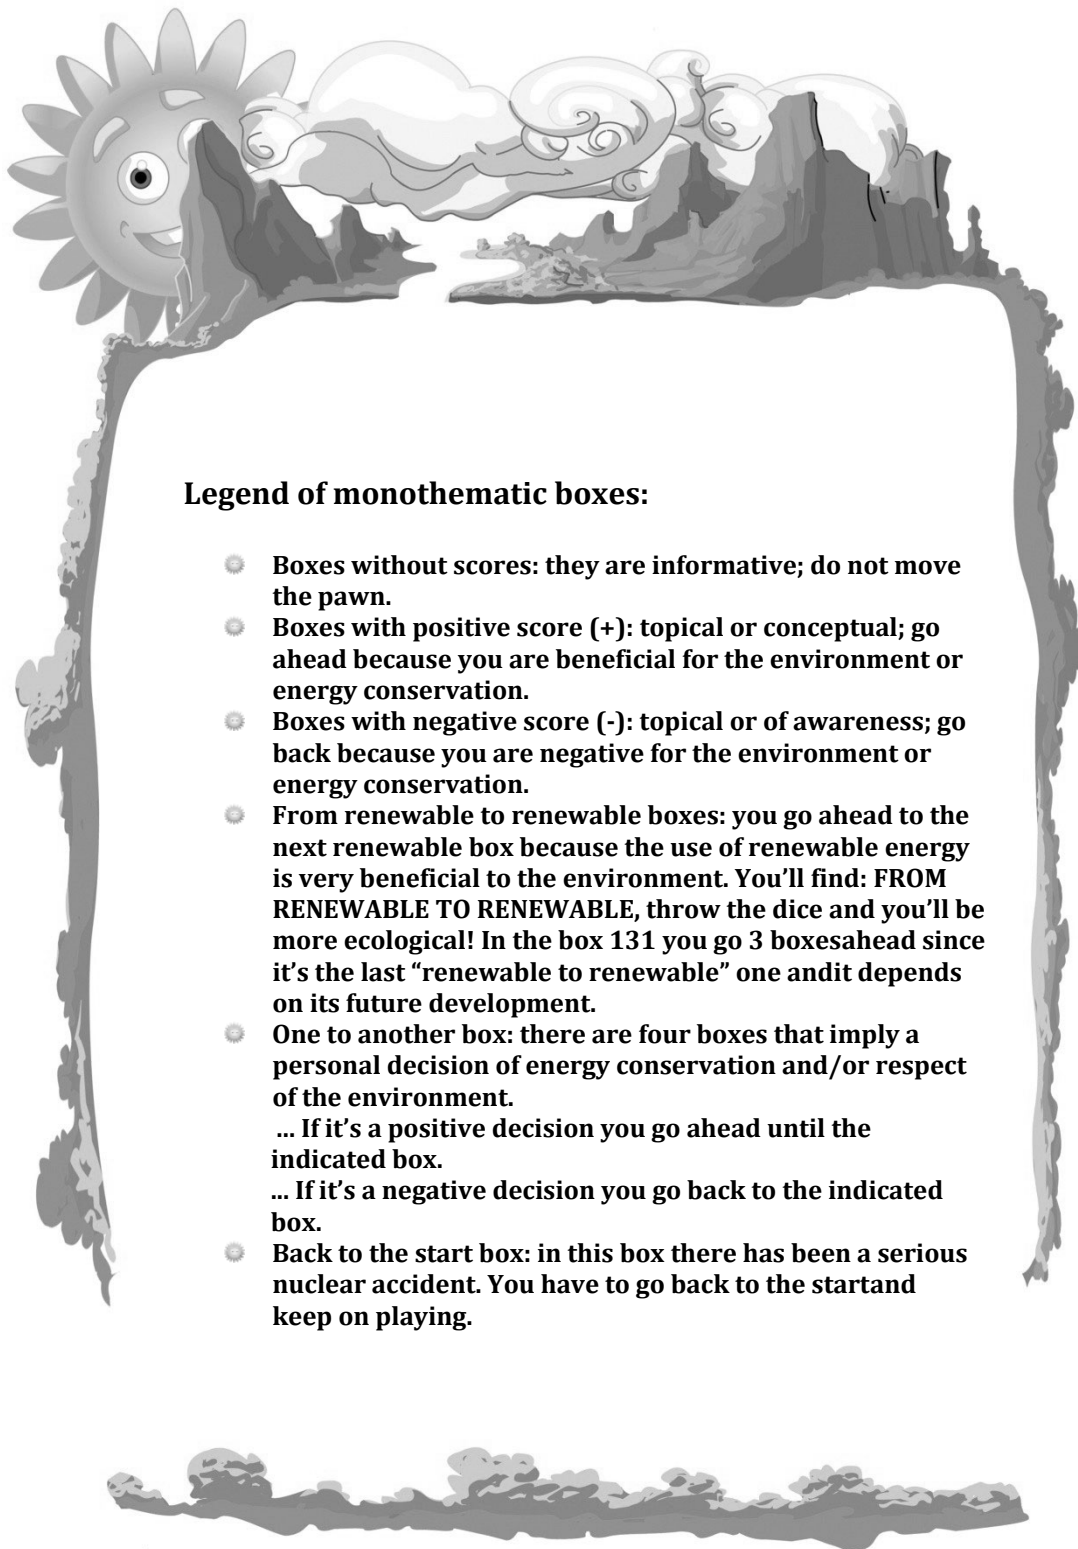 Legend of monothematic boxes:
Boxes without scores: they are informative; do not move
the pawn.
Boxes with positive score (+): topical or conceptual; go
ahead because you are beneficial for the environment or
energy conservation.
Boxes with negative score (-): topical or of awareness; go
back because you are negative for the environment or
energy conservation.
From renewable to renewable boxes: you go ahead to the
next renewable box because the use of renewable energy
is very beneficial to the environment. You’ll find: FROM
RENEWABLE TO RENEWABLE, throw the dice and you’ll be
more ecological! In the box 131 you go 3 boxesahead since
it’s the last “renewable to renewable” one andit depends
on its future development.
One to another box: there are four boxes that imply a
personal decision of energy conservation and/or respect
of the environment.
... If it’s a positive decision you go ahead until the
indicated box.
... If it’s a negative decision you go back to the indicated
box.
Back to the start box: in this box there has been a serious
nuclear accident. You have to go back to the startand
keep on playing.